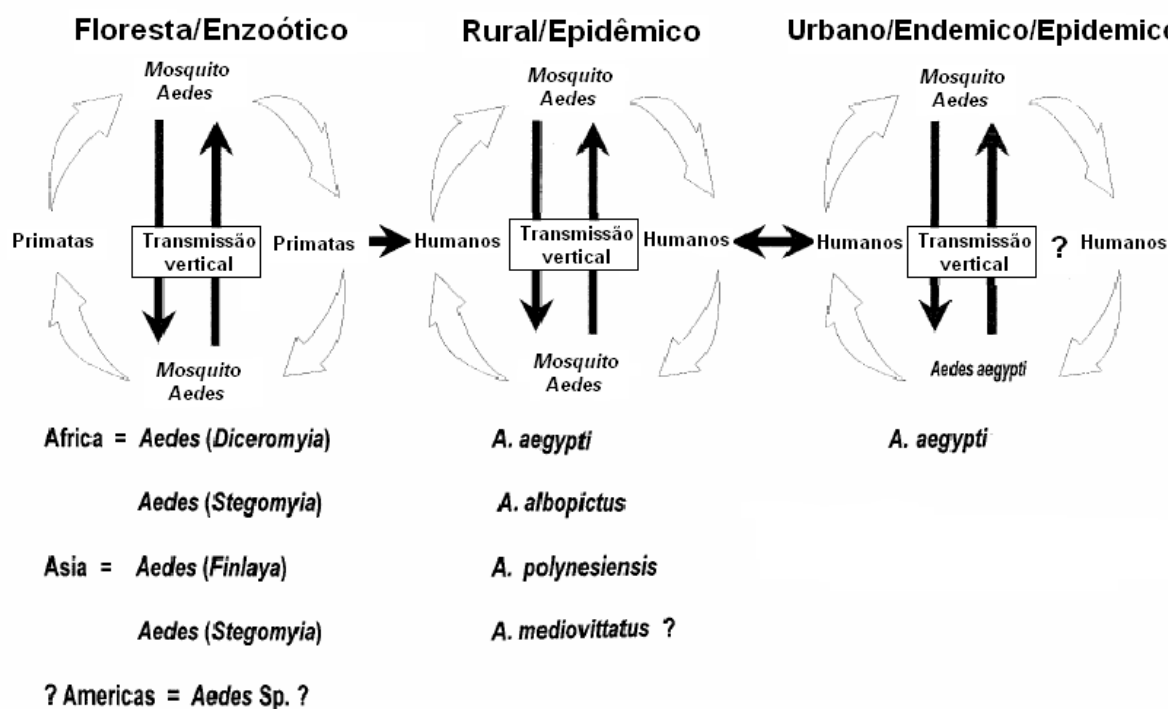 Floresta/Enzoótico
Mosquito
Aedes
Primatas
Transmissão
vertical
Primatas
Mosquito
Aedes
Rural/Epidêmico
Mosquito
Aedes
Humanos
Transmissão
vertical
Humanos
Mosquito
Aedes
Urbano/Endemico/Epidemico
Mosquito
Aedes
Humanos
Transmissão
vertical
?
Humanos
Aedes aegypti
Africa = Aedes (Diceromyia)
Aedes (Stegomyia)
Asia = Aedes (Finlaya)
Aedes (Stegomyia)
? Americas = Aedes Sp. ?
A. aegypti
A. albopictus
A. polynesiensis
A. mediovittatus ?
A. aegypti